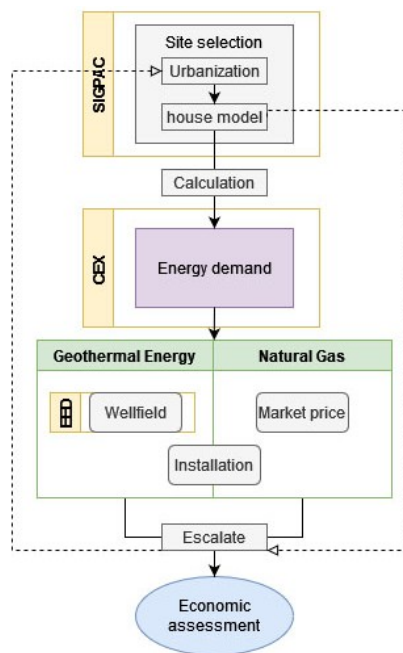 SIGPAC
Site selection
Urbanization
house model
Calculation
CEX
Energy demand
Geothermal Energy
Natural Gas
EED
Wellfield
Market price
Installation
Escalate
Economic
assessment